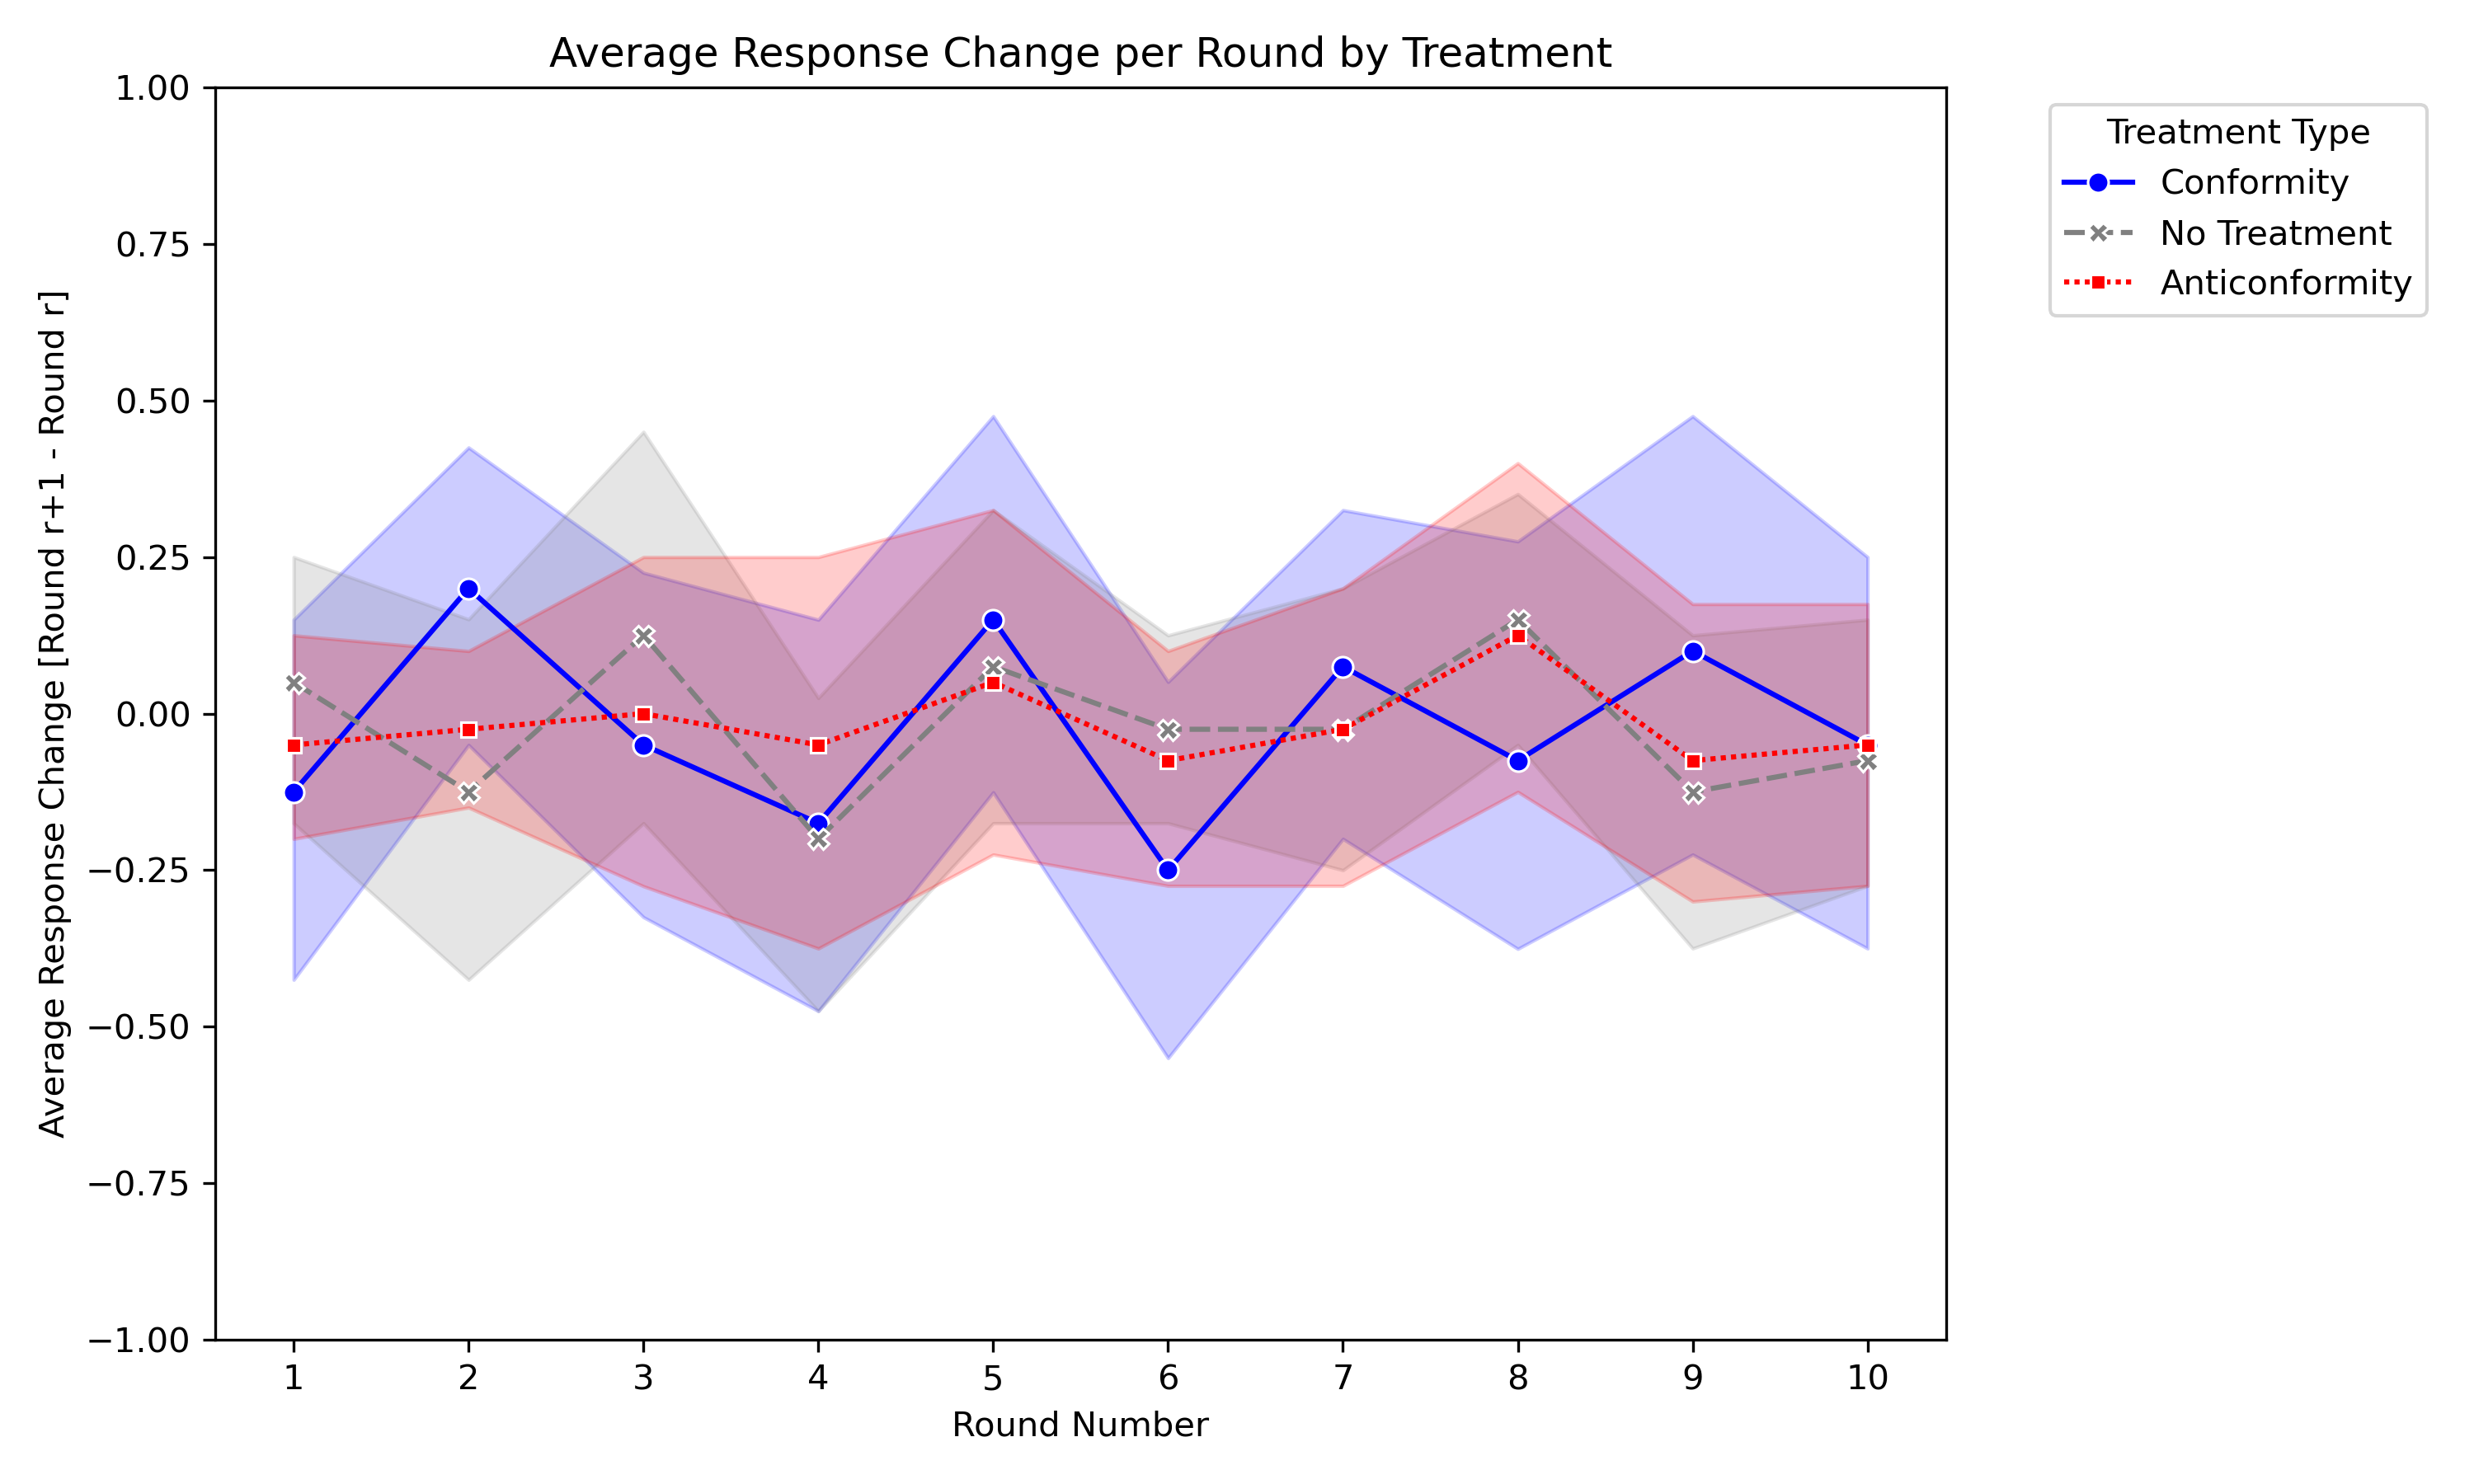 Average Response Change per Round by Treatment
Average Response Change [Round r+1 - Round r]
1.00
0.75
0.50
0.25
0.00
−0.25
−0.50
−0.75
−1.00
1 2 3 4 5 6 7 8 9 10
Round Number
Treatment Type
Conformity
No Treatment
Anticonformity